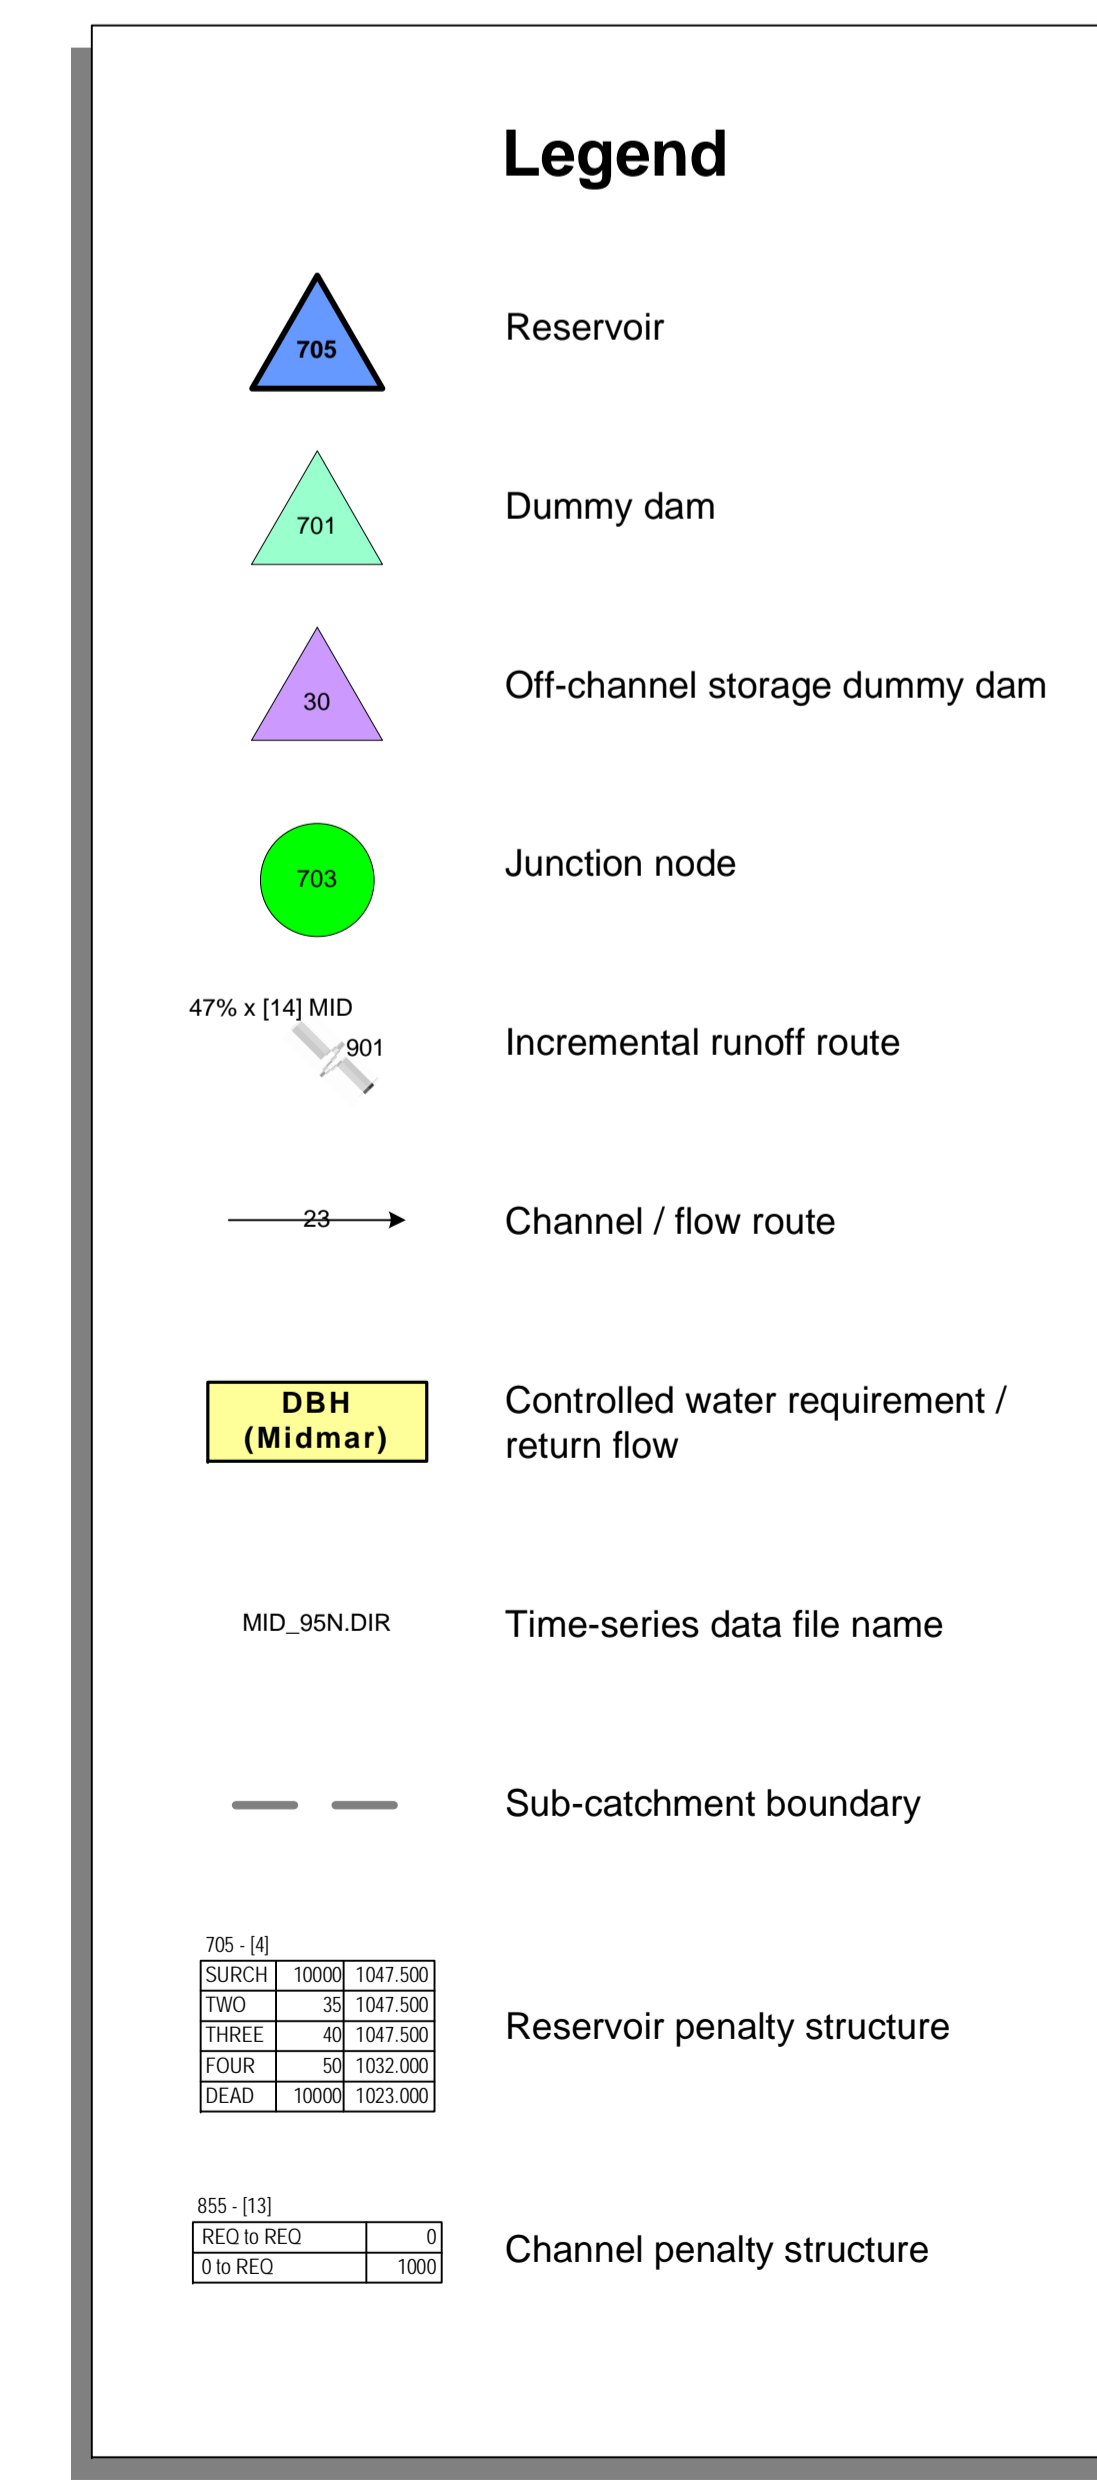 Legend
705
Reservoir
701
Dummy dam
30
Off-channel storage dummy dam
703
Junction node
47% x [14] MID
901
Incremental runoff route
23
Channel / flow route
DBH
(Midmar)
Controlled water requirement /
return flow
MID_95N.DIR
Time-series data file name
Sub-catchment boundary
705 - [4]
SURCH 10000 1047.500
TWO 35 1047.500
THREE 40 1047.500
FOUR 50 1032.000
DEAD 10000 1023.000
Reservoir penalty structure
855 - [13]
REQ to REQ 0
0 to REQ 1000
Channel penalty structure